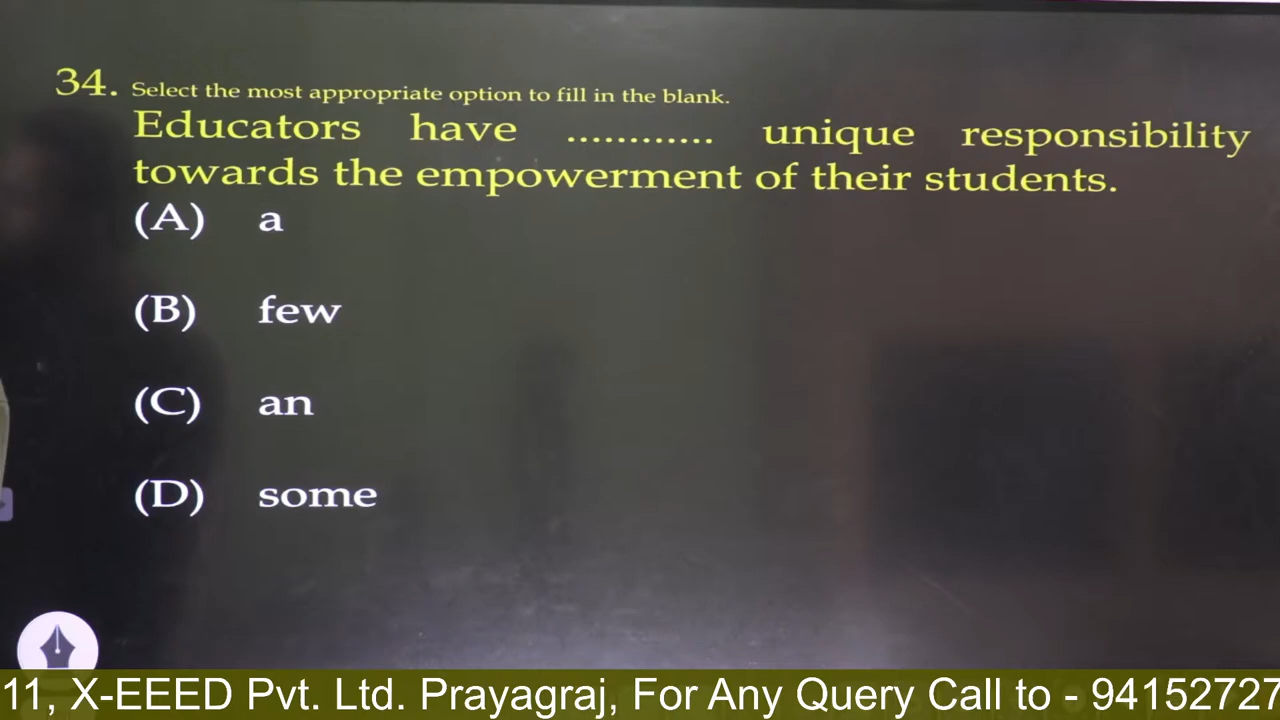 34. Select the most appropriate option to fill in the blank.
Educators have ............ unique responsibility
towards the empowerment of their students.
(A) a
(B) few
(C) an
(D) some
11, X-EEED Pvt. Ltd. Prayagraj, For Any Query Call to - 94152727